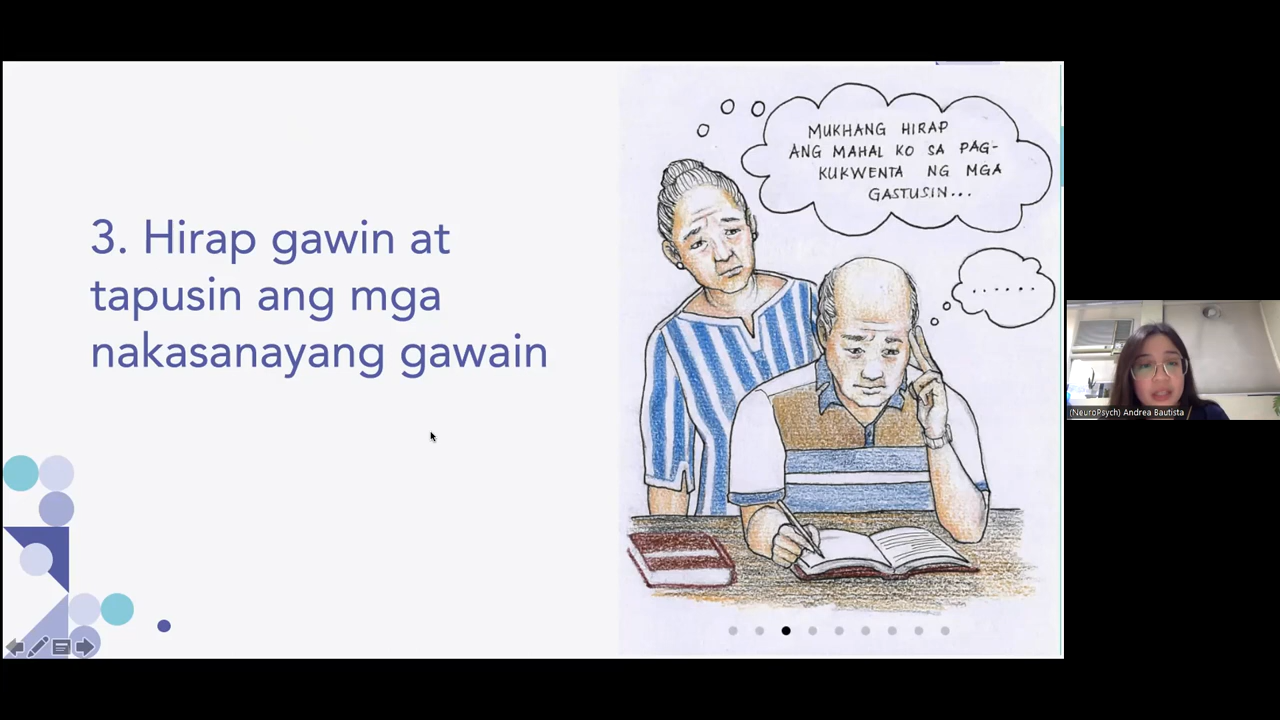 3. Hirap gawin at
tapusin ang mga
nakasanayang gawain
MUKHANG HIRAP
ANG MAHAL KO SA PAG-
KUKWENTA NG MGA
GASTUSIN...
......
(NeuroPsych) Andrea Bautista